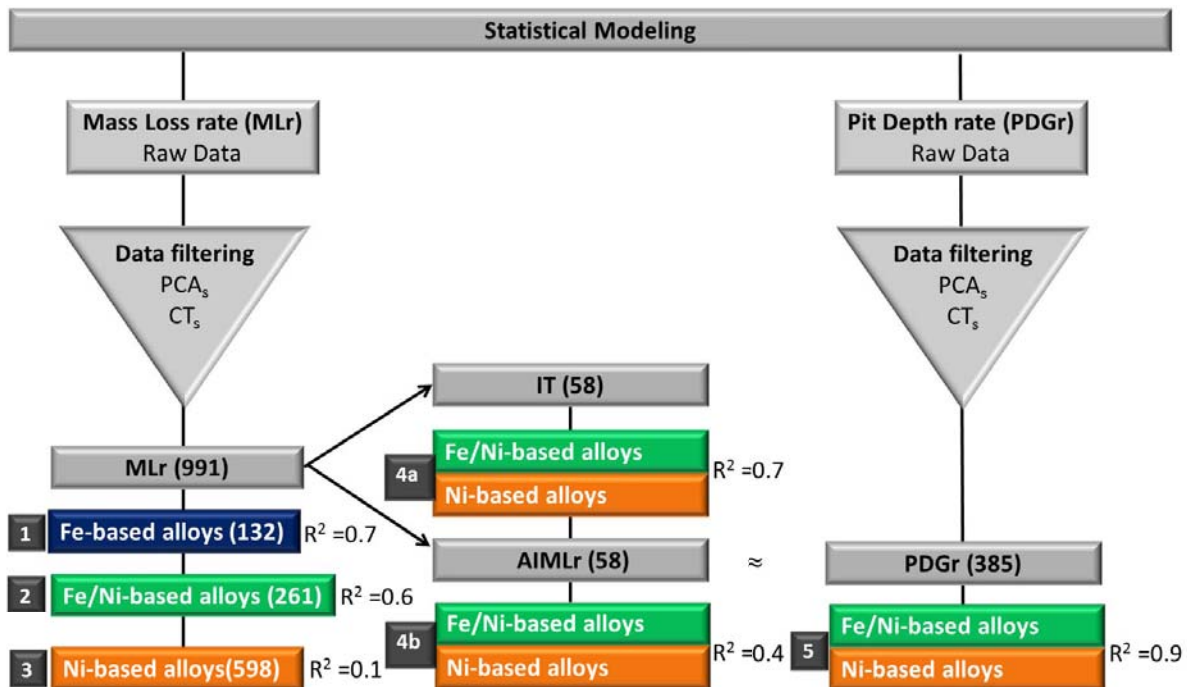 Statistical Modeling
Mass Loss rate (MLr)
Raw Data
Pit Depth rate (PDGr)
Raw Data
Data filtering
PCAs
CTs
Data filtering
PCAs
CTs
MLr (991)
1 Fe-based alloys (132) R² =0.7
2 Fe/Ni-based alloys (261) R² =0.6
3 Ni-based alloys(598) R² =0.1
IT (58)
4a
Fe/Ni-based alloys
Ni-based alloys
R² =0.7
AIMLr (58)
≈
4b
Fe/Ni-based alloys
Ni-based alloys
R² =0.4
PDGr (385)
5
Fe/Ni-based alloys
Ni-based alloys
R² =0.9